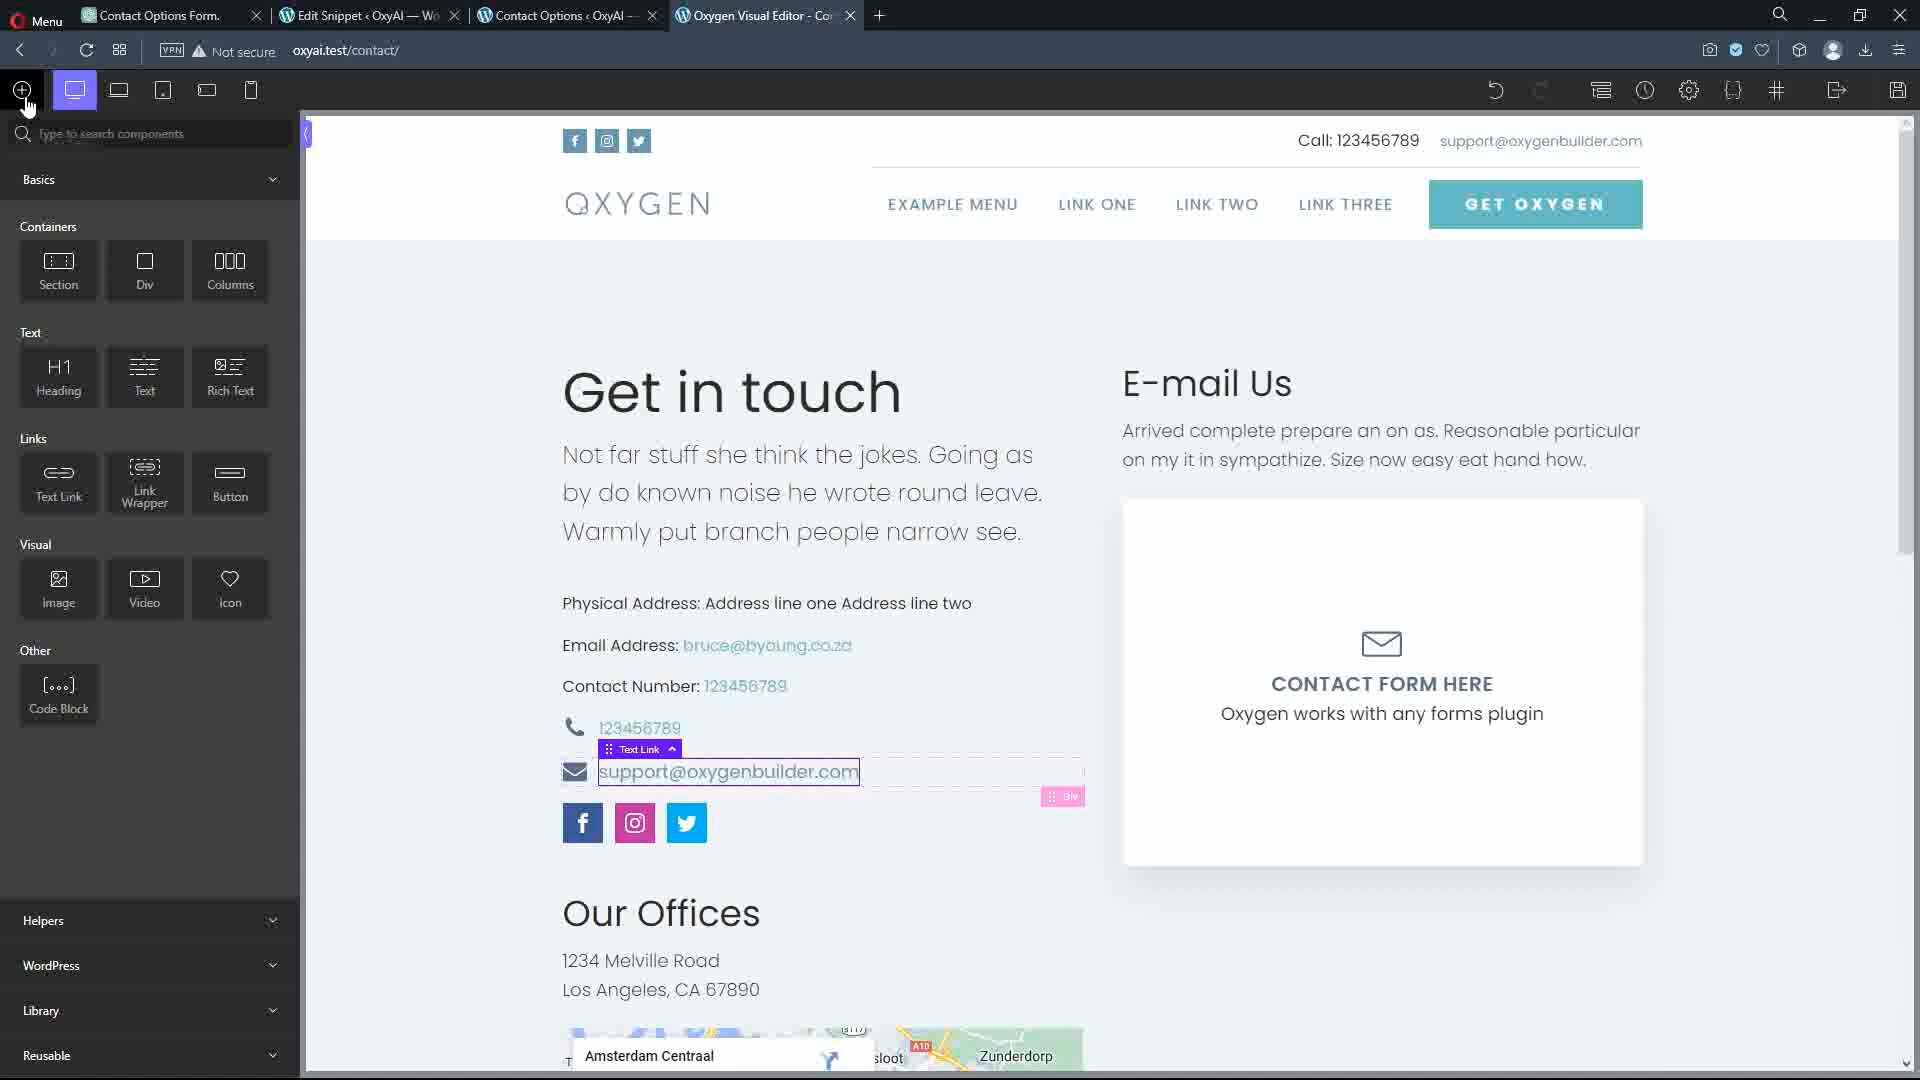 Menu
Contact Options Form.
Edit Snippet ‹ OxyAI — Wo
Contact Options ‹ OxyAI —
Oxygen Visual Editor - Co
VPN
Not secure
oxyai.test/contact/
Type to search components
Basics
Containers
Section
Div
Columns
Text
H1
Heading
Text
Rich Text
Links
Text Link
Link Wrapper
Button
Visual
Image
Video
Icon
Other
Code Block
Helpers
WordPress
Library
Reusable
Call: 123456789
support@oxygenbuilder.com
OXYGEN
EXAMPLE MENU
LINK ONE
LINK TWO
LINK THREE
GET OXYGEN
Get in touch
Not far stuff she think the jokes. Going as
by do known noise he wrote round leave.
Warmly put branch people narrow see.
Physical Address: Address line one Address line two
Email Address: bruce@byoung.co.za
Contact Number: 123456789
123456789
Text Link
support@oxygenbuilder.com
Div
Our Offices
1234 Melville Road
Los Angeles, CA 67890
Amsterdam Centraal
sloot
A10
Zunderdorp
E-mail Us
Arrived complete prepare an on as. Reasonable particular
on my it in sympathize. Size now easy eat hand how.
CONTACT FORM HERE
Oxygen works with any forms plugin